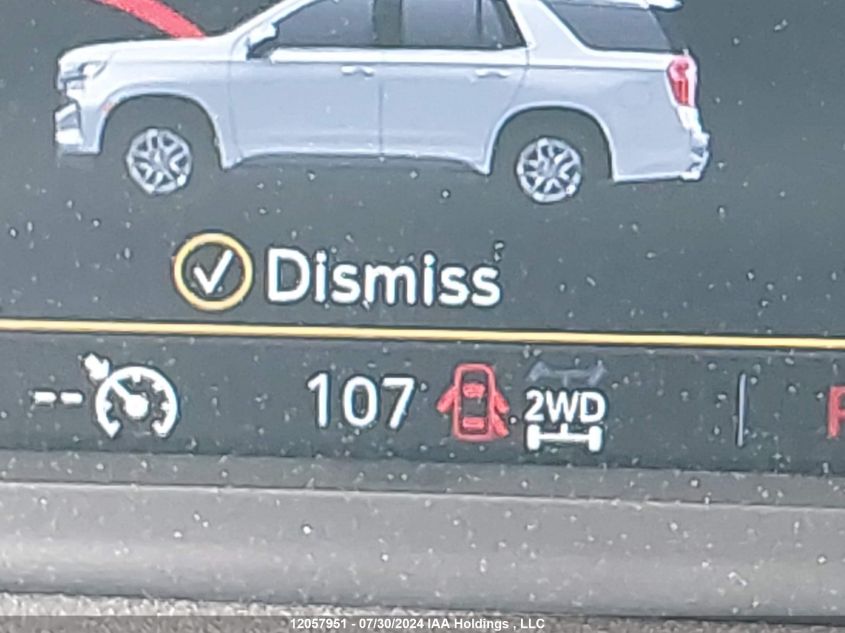 Dismiss
-- 107 2WD
12057951 - 07/30/2024 IAA Holdings , LLC